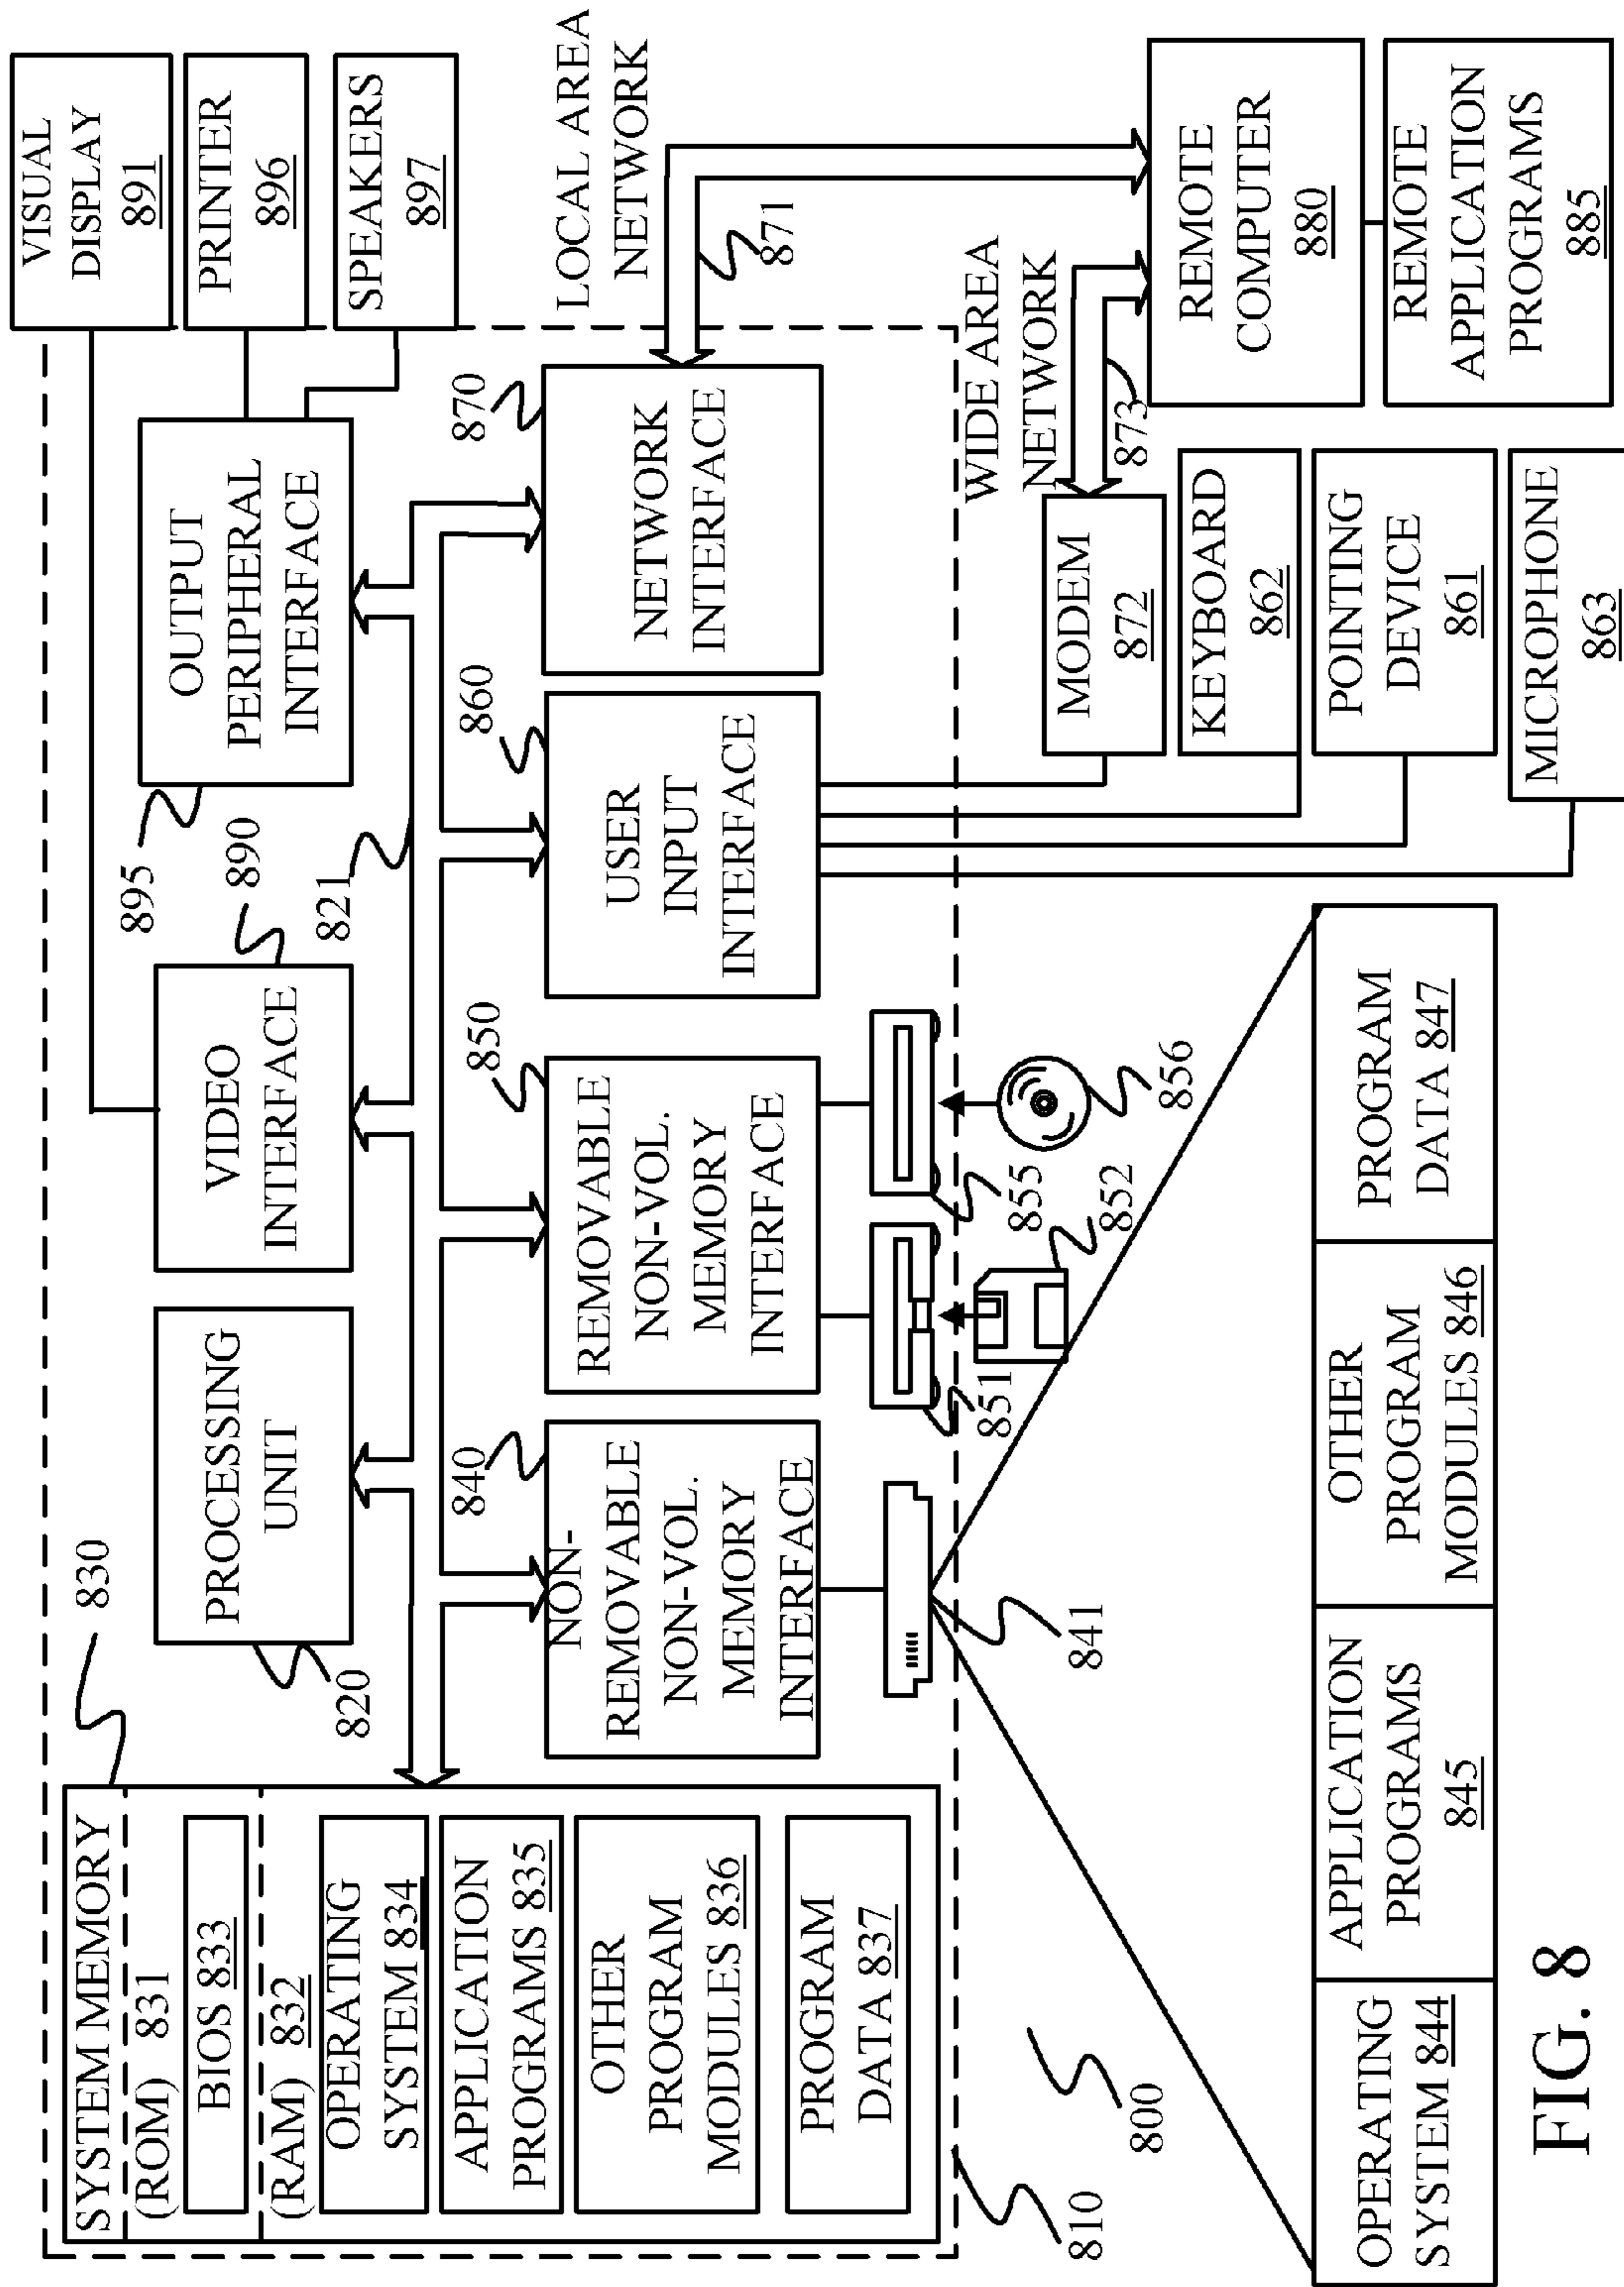 SYSTEM MEMORY
(ROM) 831
BIOS 833
(RAM) 832
OPERATING
SYSTEM 834
APPLICATION
PROGRAMS 835
OTHER
PROGRAM
MODULES 836
PROGRAM
DATA 837
830
PROCESSING
UNIT
820
VIDEO
INTERFACE
890
821
OUTPUT
PERIPHERAL
INTERFACE
895
VISUAL
DISPLAY
891
PRINTER
896
SPEAKERS
897
840
NON-
REMOVABLE
NON-VOL.
MEMORY
INTERFACE
850
REMOVABLE
NON-VOL.
MEMORY
INTERFACE
860
USER
INPUT
INTERFACE
870
NETWORK
INTERFACE
LOCAL AREA
NETWORK
871
810
800
841
851
852
855
856
WIDE AREA
NETWORK
873
MODEM
872
KEYBOARD
862
POINTING
DEVICE
861
MICROPHONE
863
REMOTE
COMPUTER
880
REMOTE
APPLICATION
PROGRAMS
885
OPERATING
SYSTEM 844
APPLICATION
PROGRAMS
845
OTHER
PROGRAM
MODULES 846
PROGRAM
DATA 847
FIG. 8